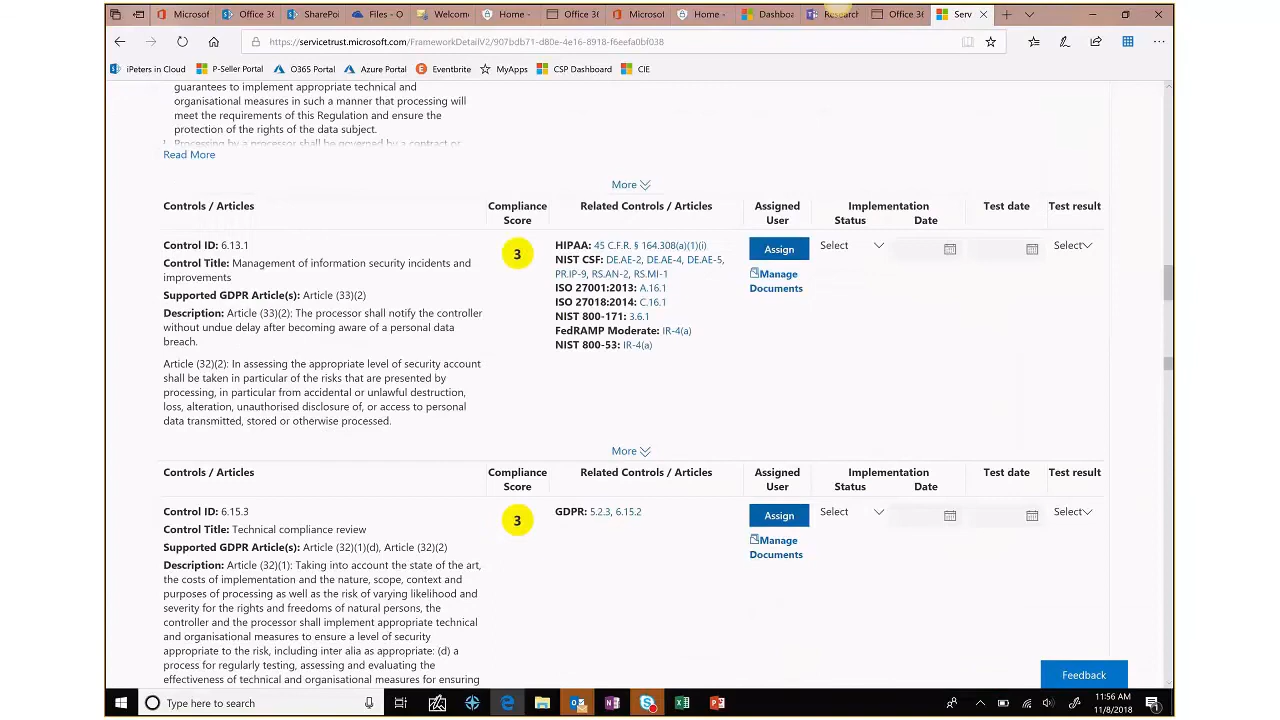 Microsof
Office 36
SharePoi
Files - O
Welcom
Home -
Office 36
Microsof
Home -
Dashboa
Research
Office 36
Serv
https://servicetrust.microsoft.com/FrameworkDetailV2/907bdb71-d80e-4e16-8918-f6eefa0bf038
iPeters in Cloud
P-Seller Portal
O365 Portal
Azure Portal
Eventbrite
MyApps
CSP Dashboard
CIE
guarantees to implement appropriate technical and
organisational measures in such a manner that processing will
meet the requirements of this Regulation and ensure the
protection of the rights of the data subject.
Processing by a processor shall be governed by a contract or
Read More
More
Controls / Articles
Compliance Score
Related Controls / Articles
Assigned User
Implementation
Status Date
Test date
Test result
Control ID: 6.13.1
Control Title: Management of information security incidents and
improvements
Supported GDPR Article(s): Article (33)(2)
Description: Article (33)(2): The processor shall notify the controller
without undue delay after becoming aware of a personal data
breach.
Article (32)(2): In assessing the appropriate level of security account
shall be taken in particular of the risks that are presented by
processing, in particular from accidental or unlawful destruction,
loss, alteration, unauthorised disclosure of, or access to personal
data transmitted, stored or otherwise processed.
3
HIPAA: 45 C.F.R. § 164.308(a)(1)(i)
NIST CSF: DE.AE-2, DE.AE-4, DE.AE-5,
PR.IP-9, RS.AN-2, RS.MI-1
ISO 27001:2013: A.16.1
ISO 27018:2014: C.16.1
NIST 800-171: 3.6.1
FedRAMP Moderate: IR-4(a)
NIST 800-53: IR-4(a)
Assign
Manage
Documents
Select
Select
More
Controls / Articles
Compliance Score
Related Controls / Articles
Assigned User
Implementation
Status Date
Test date
Test result
Control ID: 6.15.3
Control Title: Technical compliance review
Supported GDPR Article(s): Article (32)(1)(d), Article (32)(2)
Description: Article (32)(1): Taking into account the state of the art,
the costs of implementation and the nature, scope, context and
purposes of processing as well as the risk of varying likelihood and
severity for the rights and freedoms of natural persons, the
controller and the processor shall implement appropriate technical
and organisational measures to ensure a level of security
appropriate to the risk, including inter alia as appropriate: (d) a
process for regularly testing, assessing and evaluating the
effectiveness of technical and organisational measures for ensuring
3
GDPR: 5.2.3, 6.15.2
Assign
Manage
Documents
Select
Select
Feedback
Type here to search
11:56 AM
11/8/2018